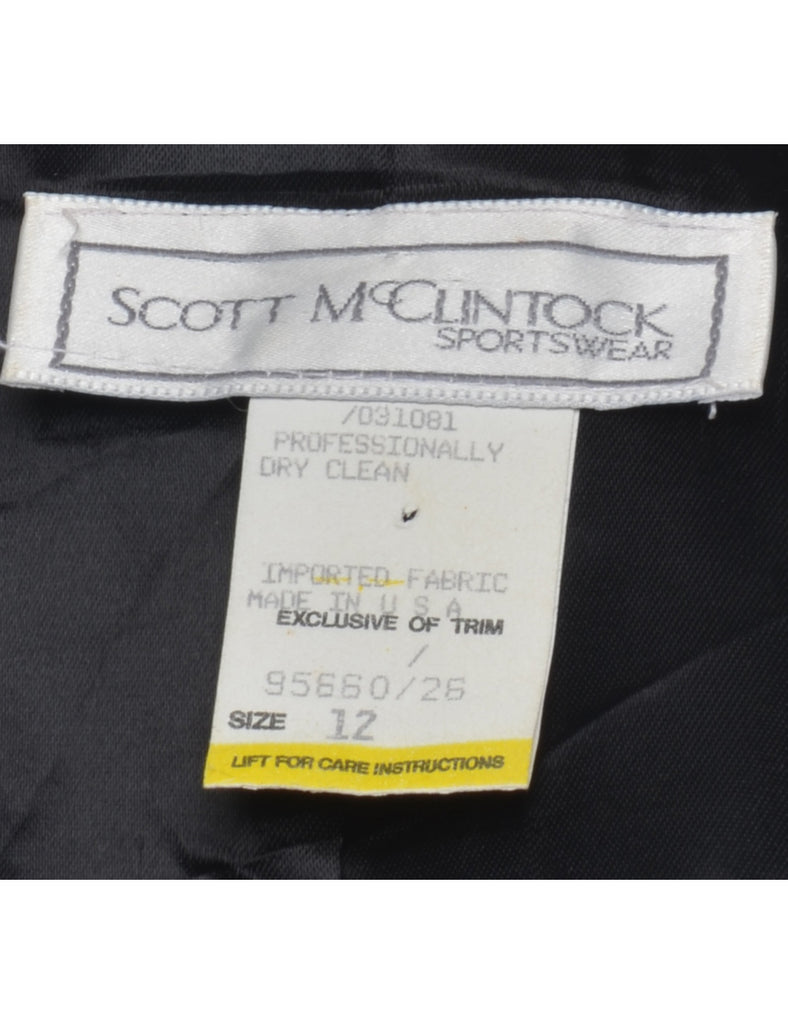 SCOTT McCLINTOCK
SPORTSWEAR
/031081
PROFESSIONALLY
DRY CLEAN
IMPORTED FABRIC
MADE IN U S A
EXCLUSIVE OF TRIM
/
95660/26
SIZE 12
LIFT FOR CARE INSTRUCTIONS